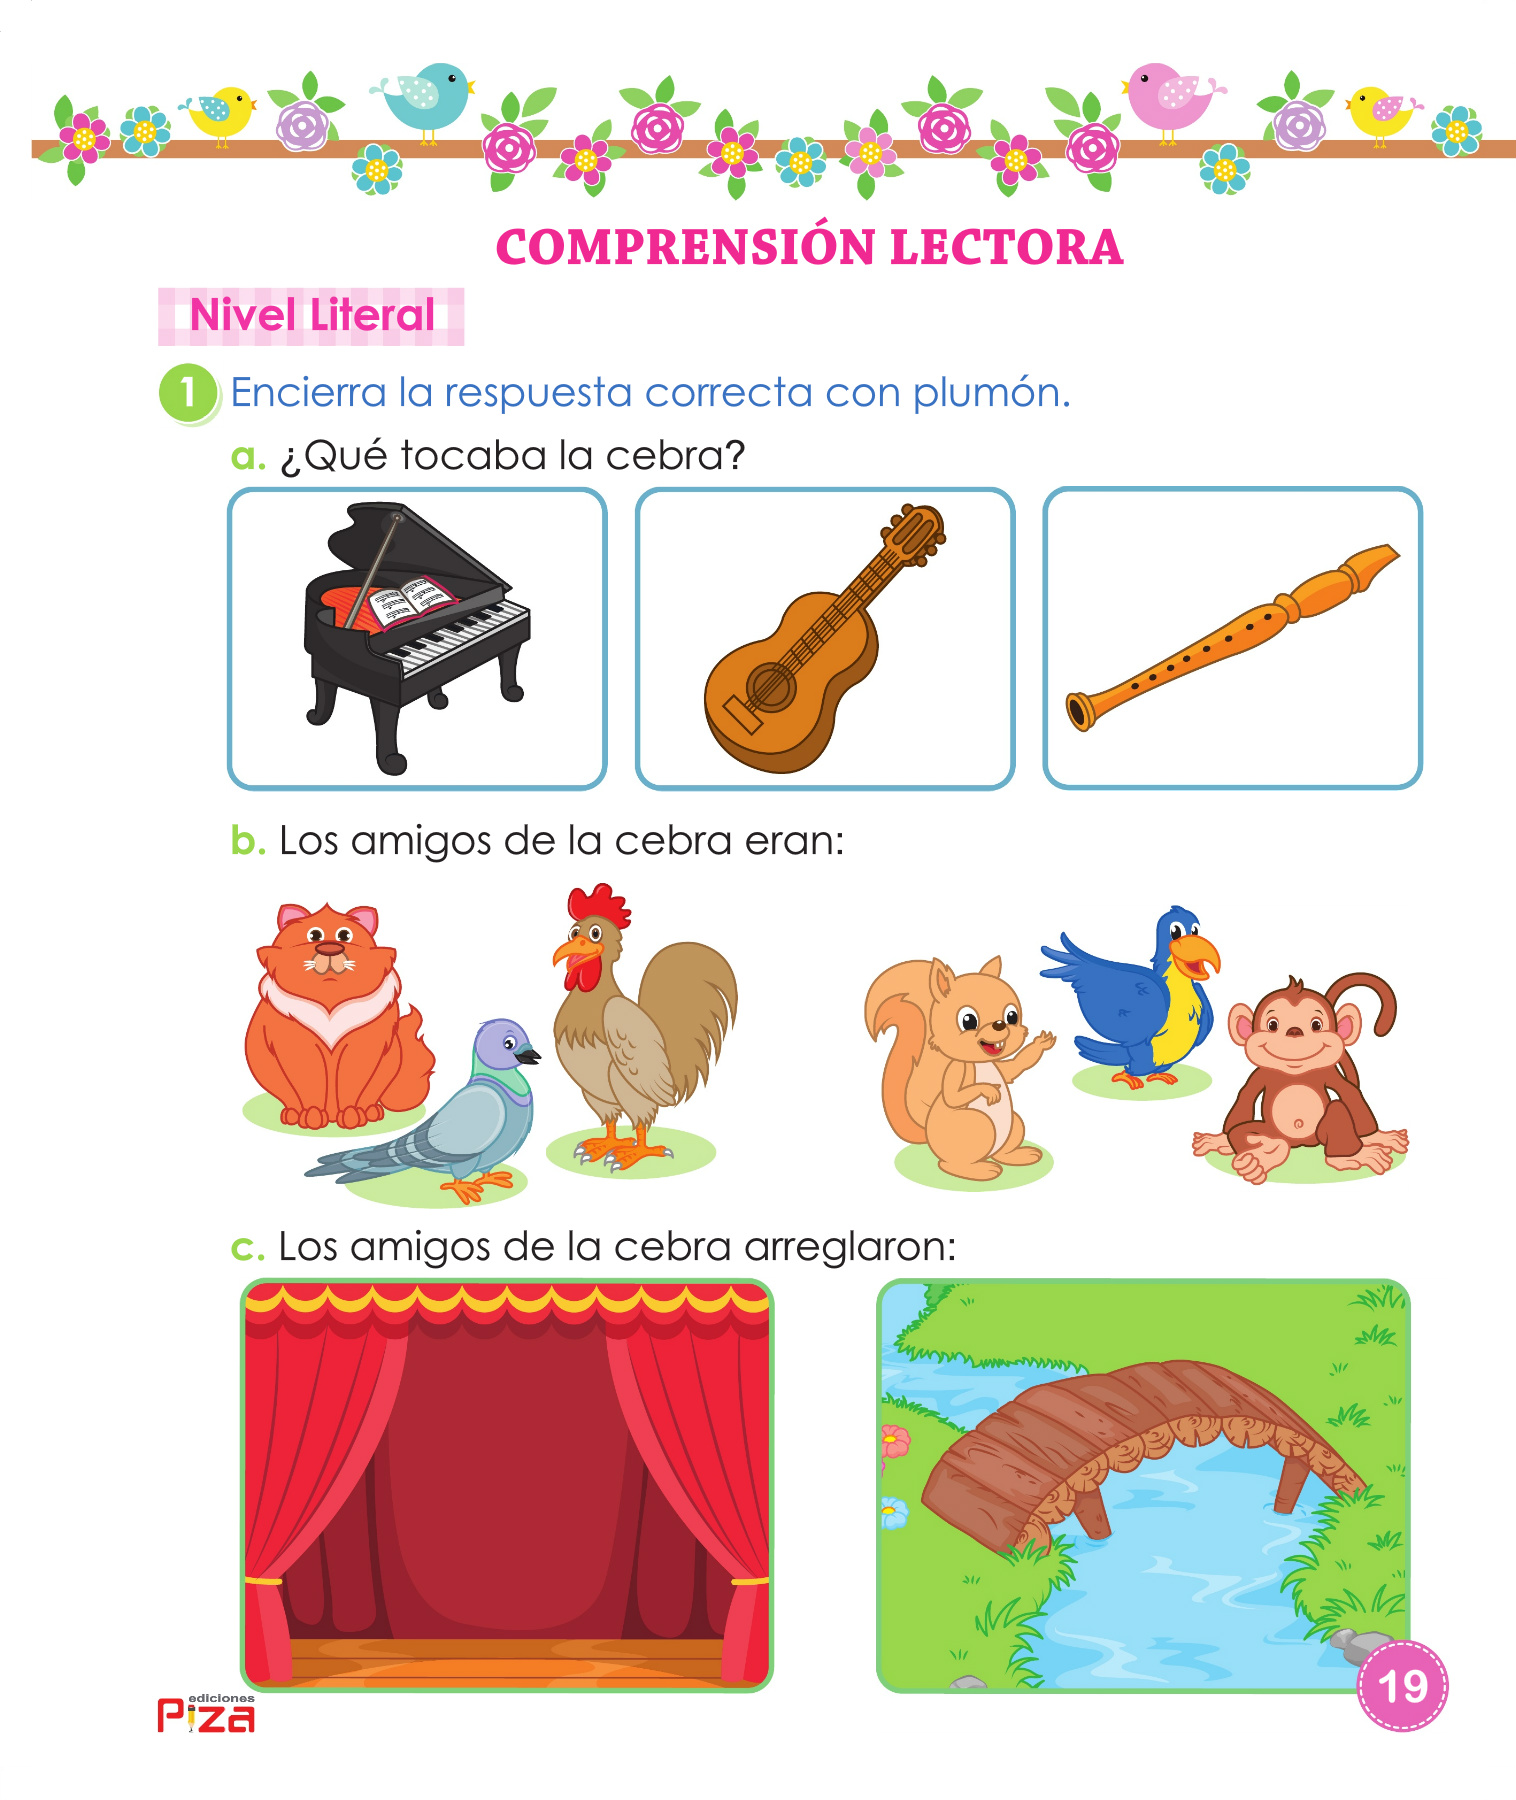 COMPRENSIÓN LECTORA
Nivel Literal
1 Encierra la respuesta correcta con plumón.
a. ¿Qué tocaba la cebra?
b. Los amigos de la cebra eran:
c. Los amigos de la cebra arreglaron:
ediciones
Piza
19